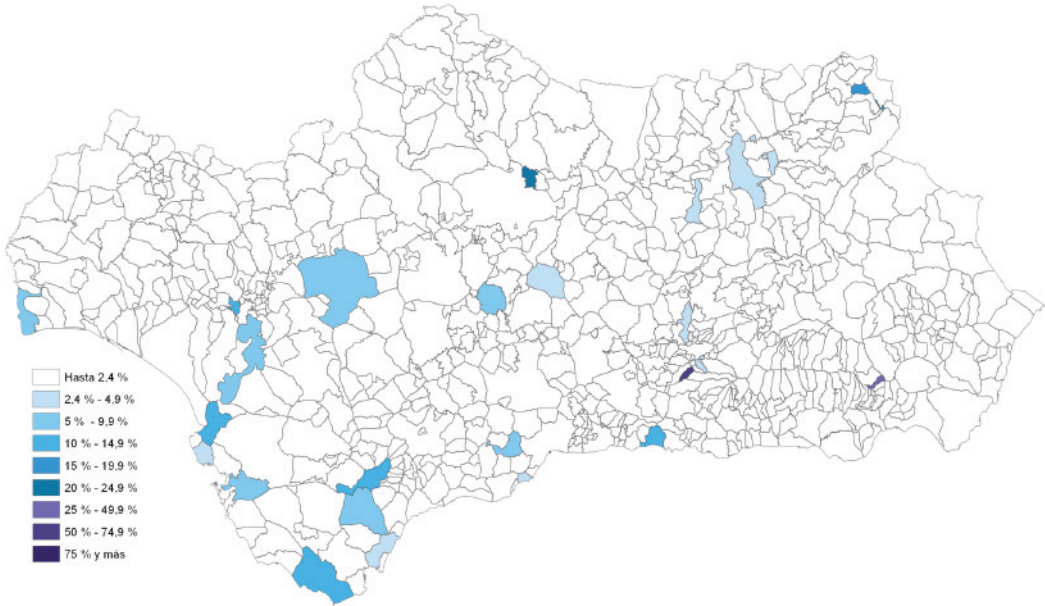 Hasta 2,4 %
2,4 % - 4,9 %
5 % - 9,9 %
10 % - 14,9 %
15 % - 19,9 %
20 % - 24,9 %
25 % - 49,9 %
50 % - 74,9 %
75 % y más